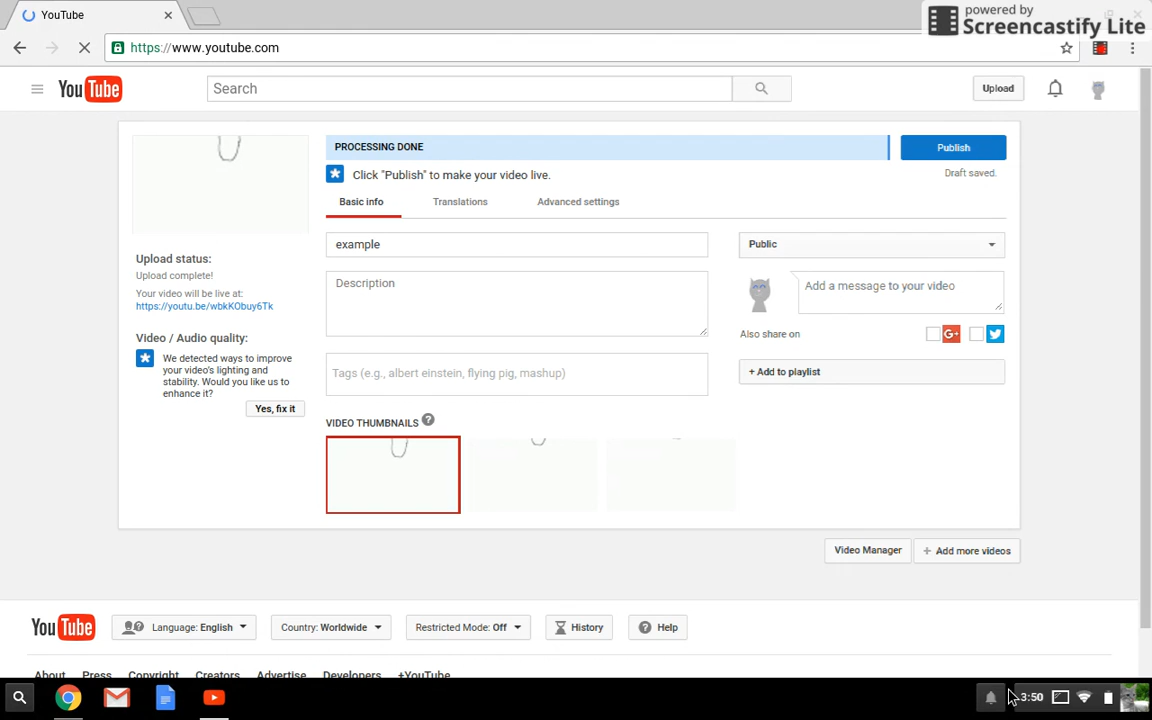 YouTube
powered by
Screencastify Lite
https://www.youtube.com
YouTube
Search
Upload
PROCESSING DONE
Publish
Click "Publish" to make your video live.
Draft saved.
Basic info
Translations
Advanced settings
example
Public
Description
Add a message to your video
Upload status:
Upload complete!
Your video will be live at:
https://youtu.be/wbkKObuy6Tk
Also share on
G+
Video / Audio quality:
We detected ways to improve
your video's lighting and
stability. Would you like us to
enhance it?
Yes, fix it
Tags (e.g., albert einstein, flying pig, mashup)
+ Add to playlist
VIDEO THUMBNAILS ?
Video Manager
+ Add more videos
YouTube
Language: English
Country: Worldwide
Restricted Mode: Off
History
Help
About Press Copyright Creators Advertise Developers +YouTube
3:50